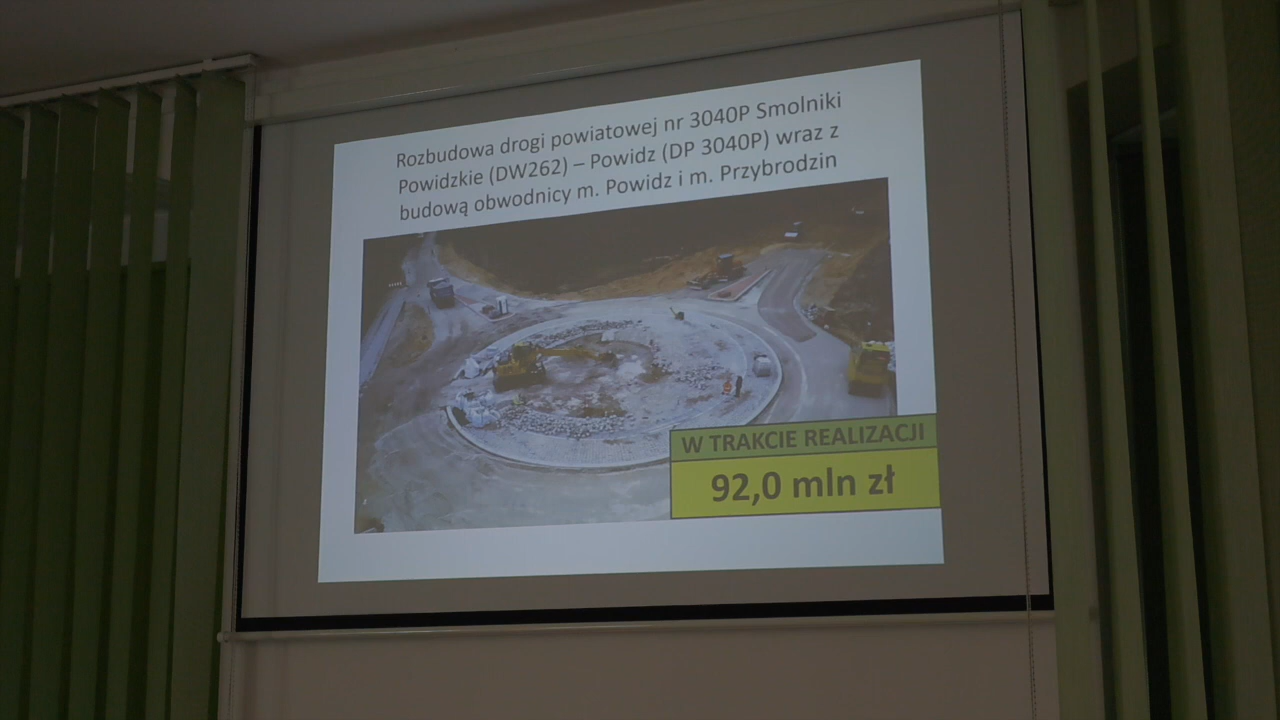 Rozbudowa drogi powiatowej nr 3040P Smolniki
Powidzkie (DW262) – Powidz (DP 3040P) wraz z
budową obwodnicy m. Powidz i m. Przybrodzin
W TRAKCIE REALIZACJI
92,0 mln zł